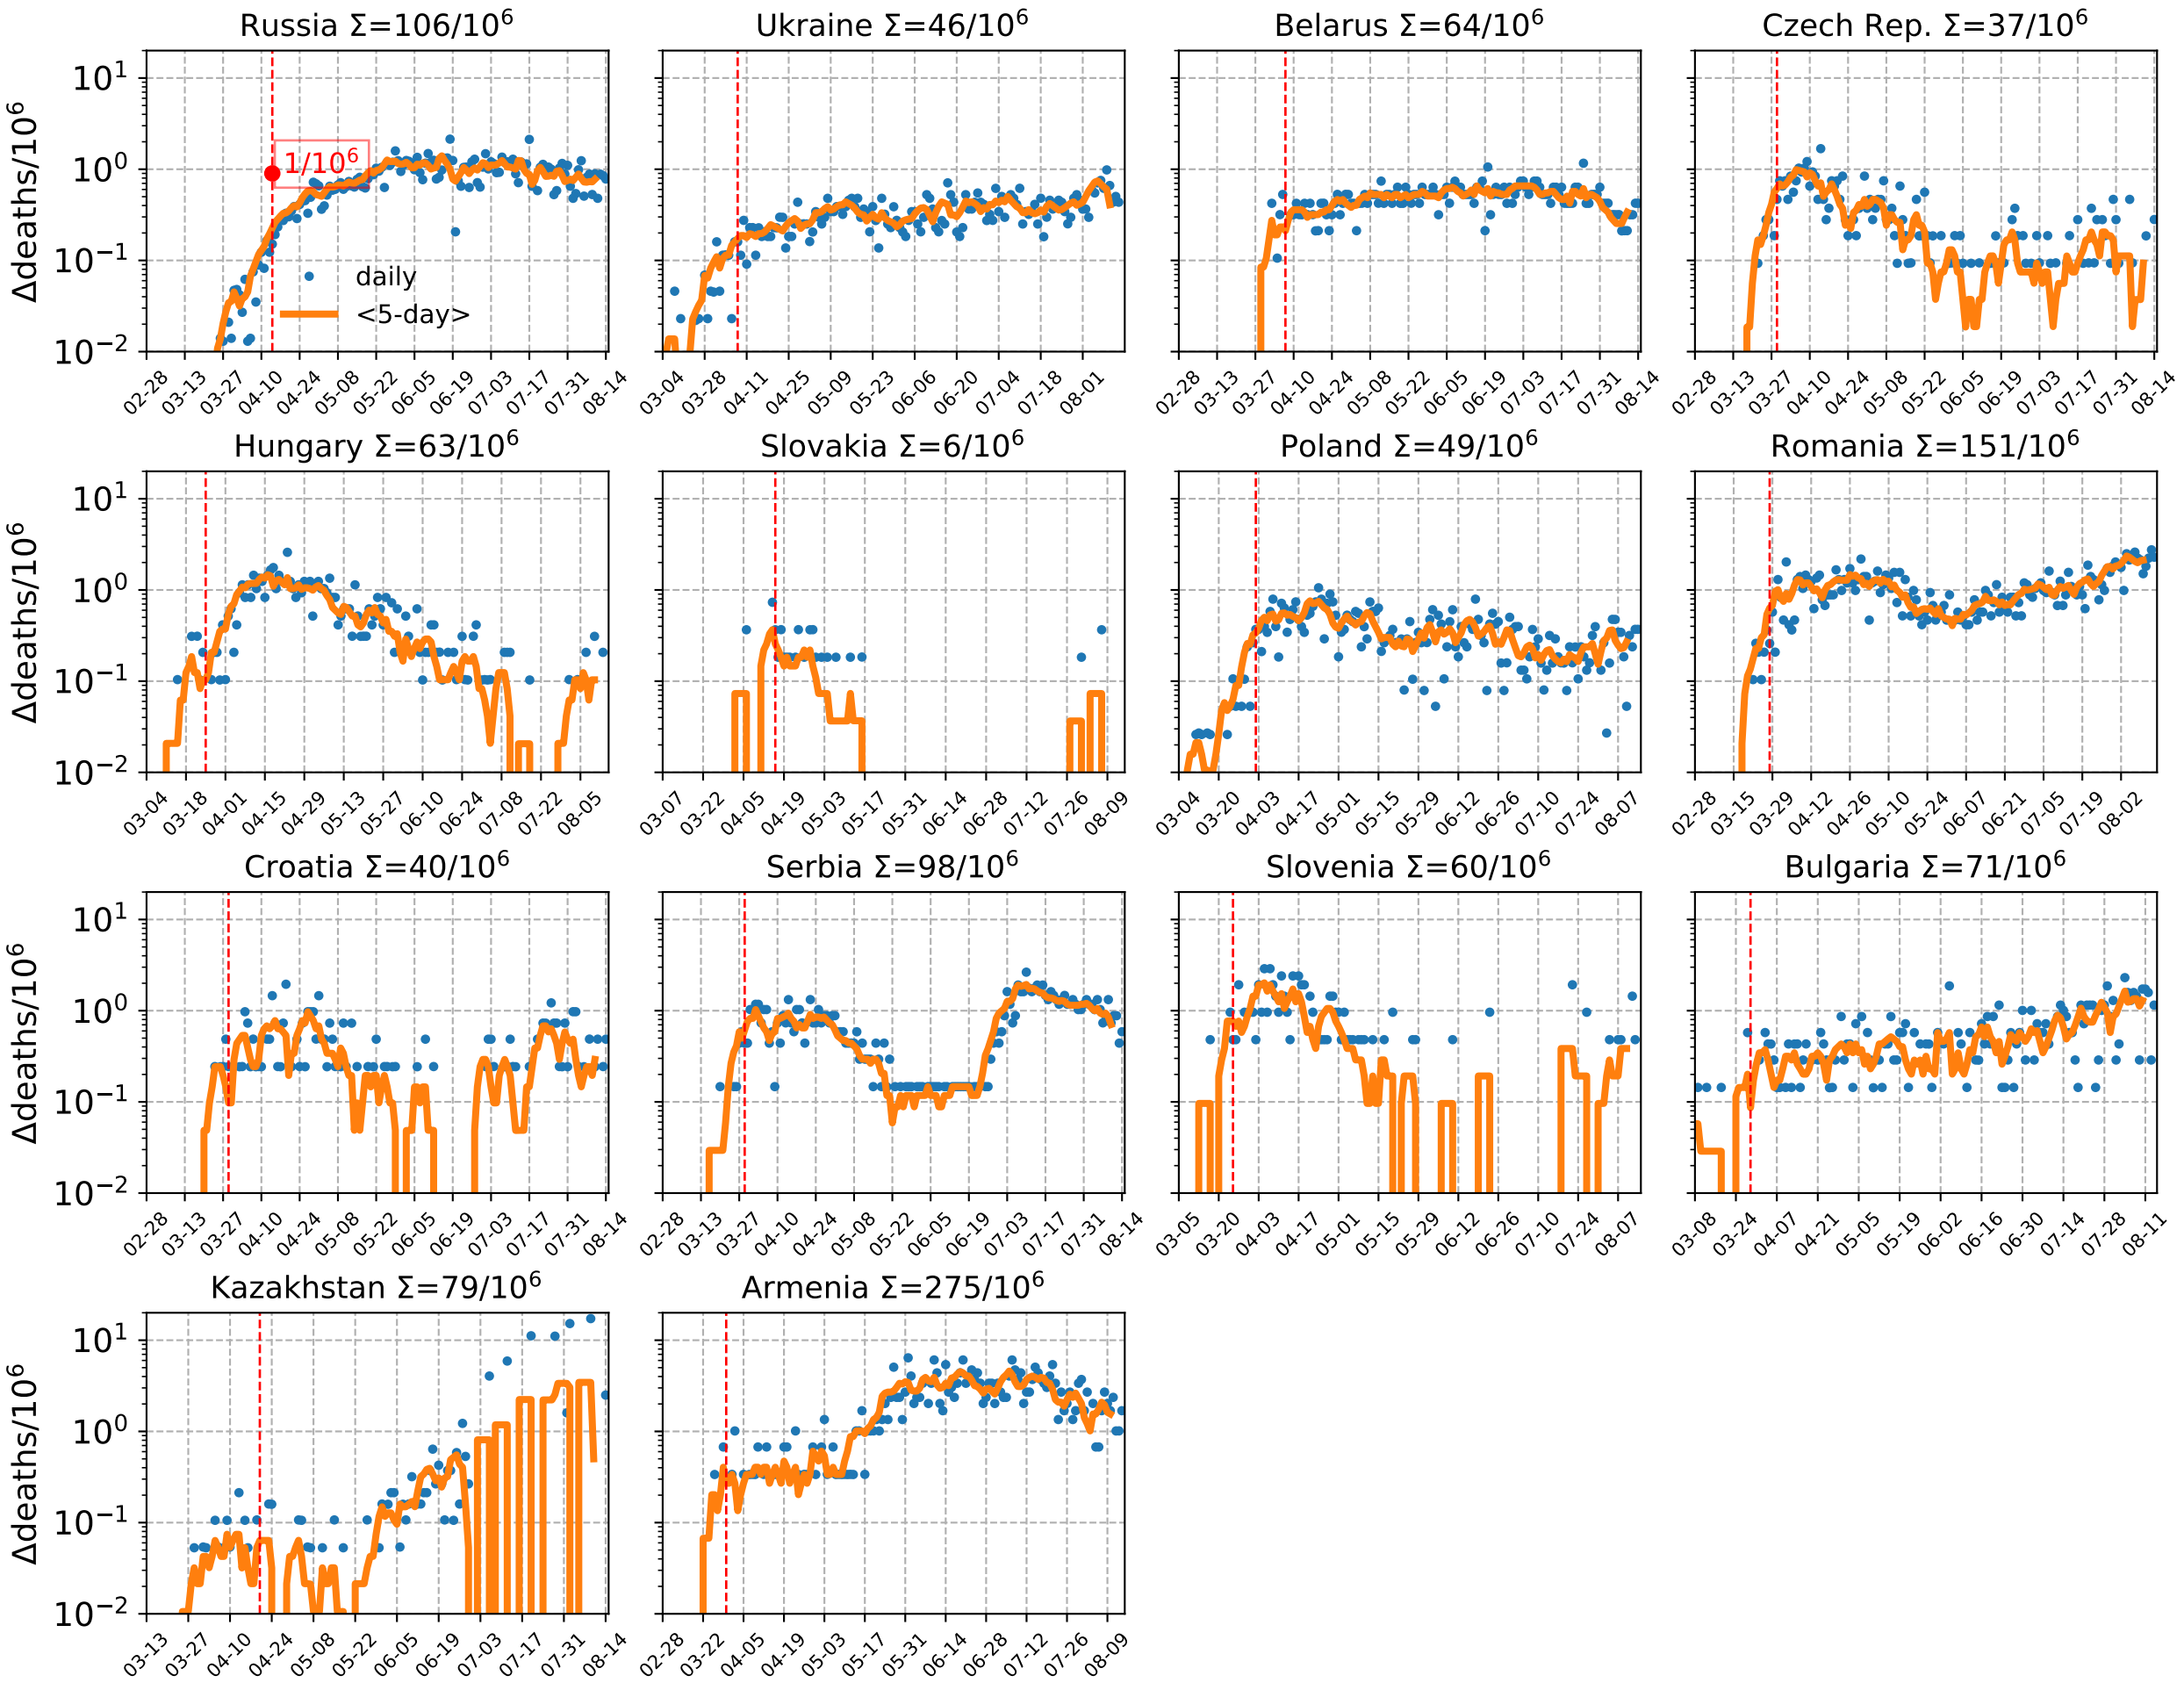 Russia Σ=106/10⁶
Ukraine Σ=46/10⁶
Belarus Σ=64/10⁶
Czech Rep. Σ=37/10⁶
Δdeaths/10⁶
10¹
10⁰
10⁻¹
10⁻²
1/10⁶
daily
<5-day>
02-28 03-13 03-27 04-10 04-24 05-08 05-22 06-05 06-19 07-03 07-17 07-31 08-14
03-04 03-28 04-11 04-25 05-09 05-23 06-06 06-20 07-04 07-18 08-01
02-28 03-13 03-27 04-10 04-24 05-08 05-22 06-05 06-19 07-03 07-17 07-31 08-14
02-28 03-13 03-27 04-10 04-24 05-08 05-22 06-05 06-19 07-03 07-17 07-31 08-14
Hungary Σ=63/10⁶
Slovakia Σ=6/10⁶
Poland Σ=49/10⁶
Romania Σ=151/10⁶
Δdeaths/10⁶
10¹
10⁰
10⁻¹
10⁻²
03-04 03-18 04-01 04-15 04-29 05-13 05-27 06-10 06-24 07-08 07-22 08-05
03-07 03-22 04-05 04-19 05-03 05-17 05-31 06-14 06-28 07-12 07-26 08-09
03-04 03-20 04-03 04-17 05-01 05-15 05-29 06-12 06-26 07-10 07-24 08-07
02-28 03-15 03-29 04-12 04-26 05-10 05-24 06-07 06-21 07-05 07-19 08-02
Croatia Σ=40/10⁶
Serbia Σ=98/10⁶
Slovenia Σ=60/10⁶
Bulgaria Σ=71/10⁶
Δdeaths/10⁶
10¹
10⁰
10⁻¹
10⁻²
02-28 03-13 03-27 04-10 04-24 05-08 05-22 06-05 06-19 07-03 07-17 07-31 08-14
02-28 03-13 03-27 04-10 04-24 05-08 05-22 06-05 06-19 07-03 07-17 07-31 08-14
03-05 03-20 04-03 04-17 05-01 05-15 05-29 06-12 06-26 07-10 07-24 08-07
03-08 03-24 04-07 04-21 05-05 05-19 06-02 06-16 06-30 07-14 07-28 08-11
Kazakhstan Σ=79/10⁶
Armenia Σ=275/10⁶
Δdeaths/10⁶
10¹
10⁰
10⁻¹
10⁻²
03-13 03-27 04-10 04-24 05-08 05-22 06-05 06-19 07-03 07-17 07-31 08-14
02-28 03-22 04-05 04-19 05-03 05-17 05-31 06-14 06-28 07-12 07-26 08-09